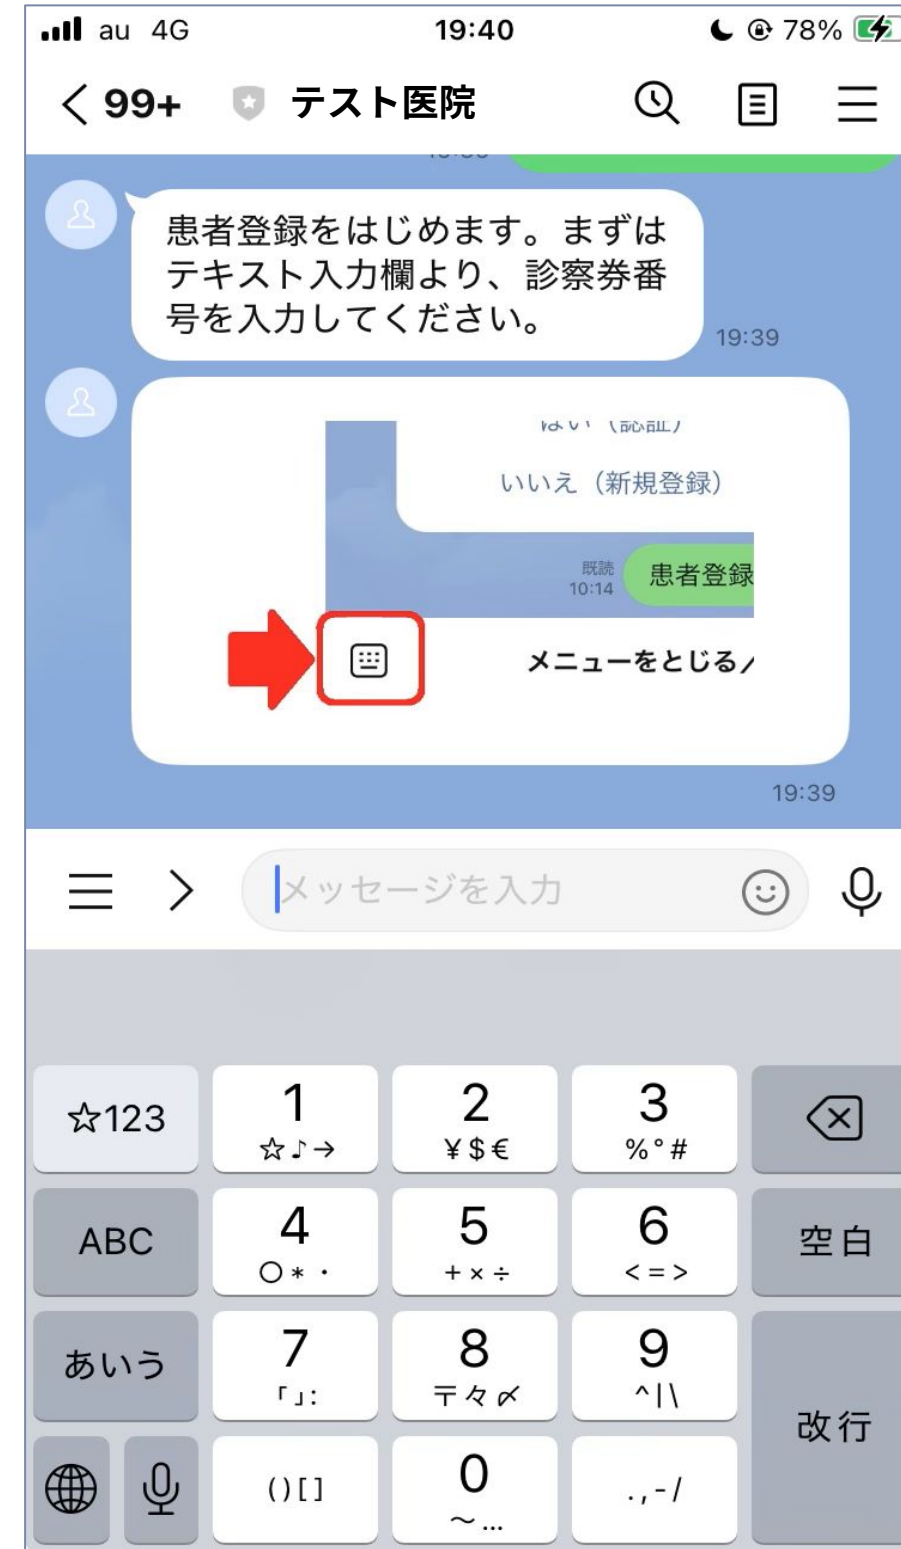 au 4G 19:40 78%
99+ テスト医院
患者登録をはじめます。まずは
テキスト入力欄より、診察券番
号を入力してください。
19:39
はい（認証）
いいえ（新規登録）
既読
10:14
患者登録
メニューをとじる
19:39
メッセージを入力
☆123 1 2 3
☆♪→ ¥$€ %°#
ABC 4 5 6 空白
○*・ +×÷ <=>
あいう 7 8 9
「」: 〒々〆 ^|\
改行
()[] 0 .,-/
～…